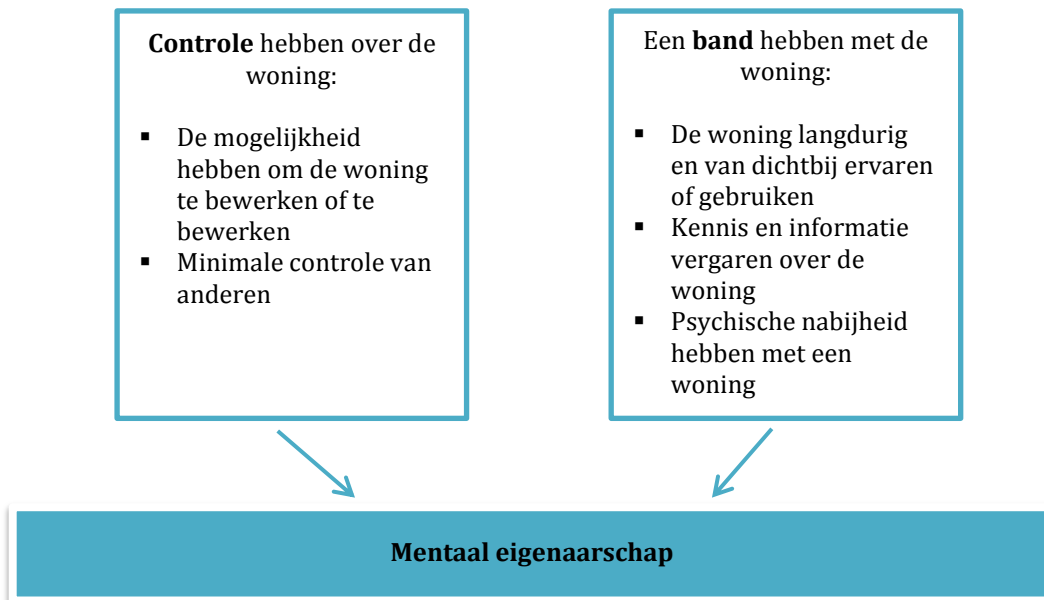 Controle hebben over de
woning:
▪ De mogelijkheid
hebben om de woning
te bewerken of te
bewerken
▪ Minimale controle van
anderen
Een band hebben met de
woning:
▪ De woning langdurig
en van dichtbij ervaren
of gebruiken
▪ Kennis en informatie
vergaren over de
woning
▪ Psychische nabijheid
hebben met een
woning
Mentaal eigenaarschap